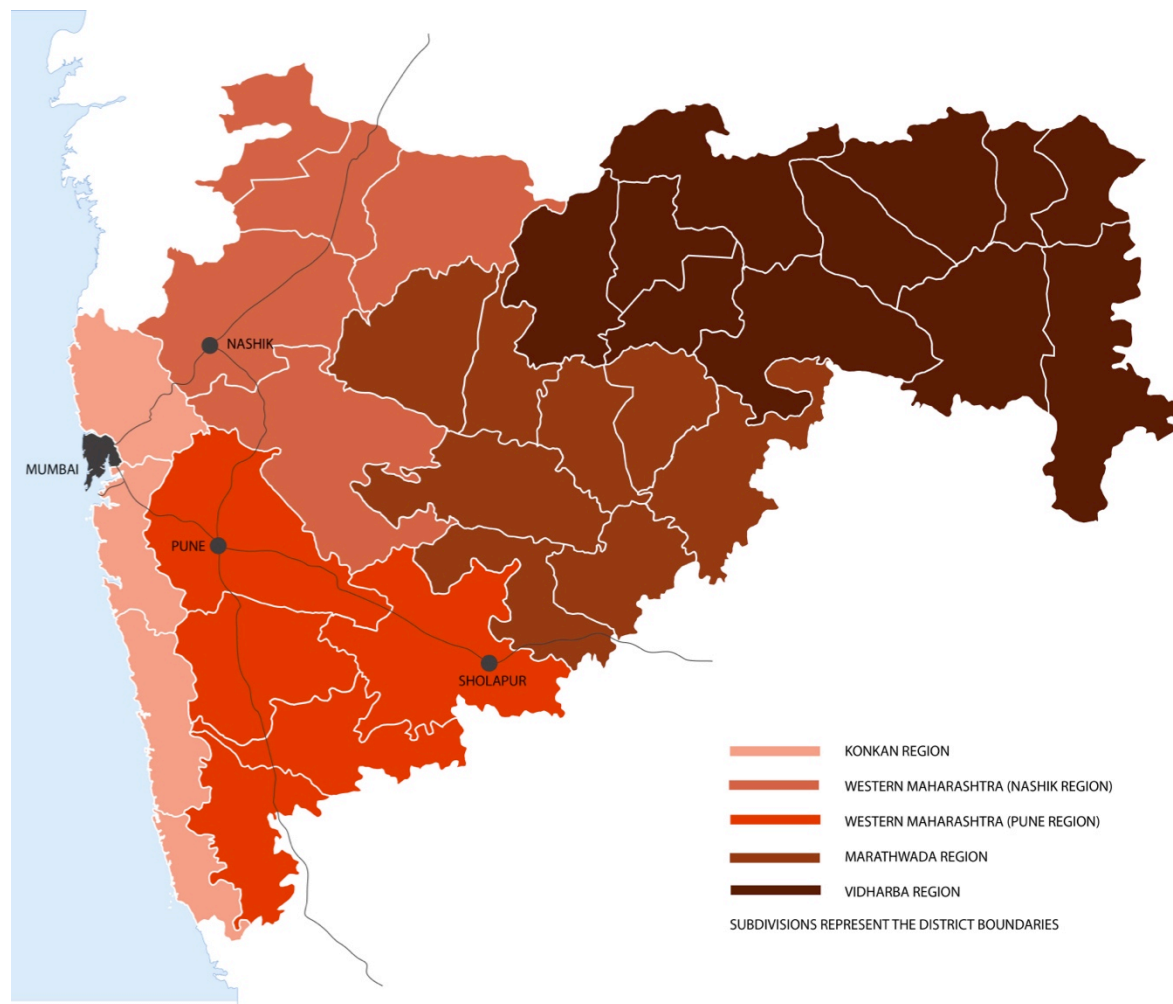 NASHIK
MUMBAI
PUNE
SHOLAPUR
KONKAN REGION
WESTERN MAHARASHTRA (NASHIK REGION)
WESTERN MAHARASHTRA (PUNE REGION)
MARATHWADA REGION
VIDHARBA REGION
SUBDIVISIONS REPRESENT THE DISTRICT BOUNDARIES